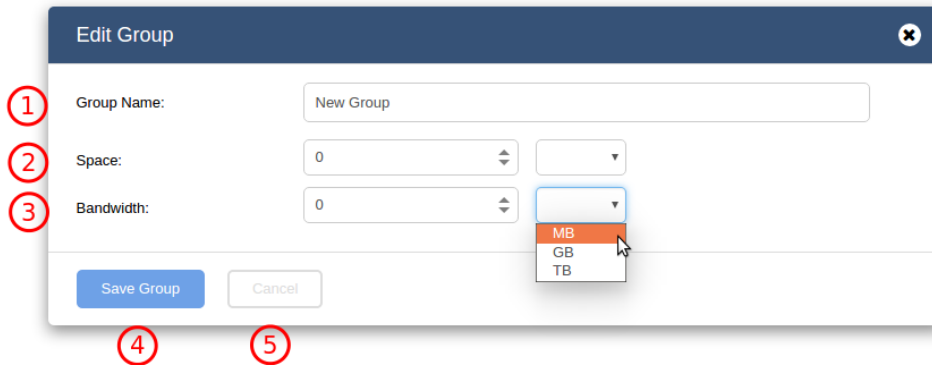 Edit Group
1 Group Name: New Group
2 Space: 0
3 Bandwidth: 0
MB
GB
TB
Save Group Cancel
4 5